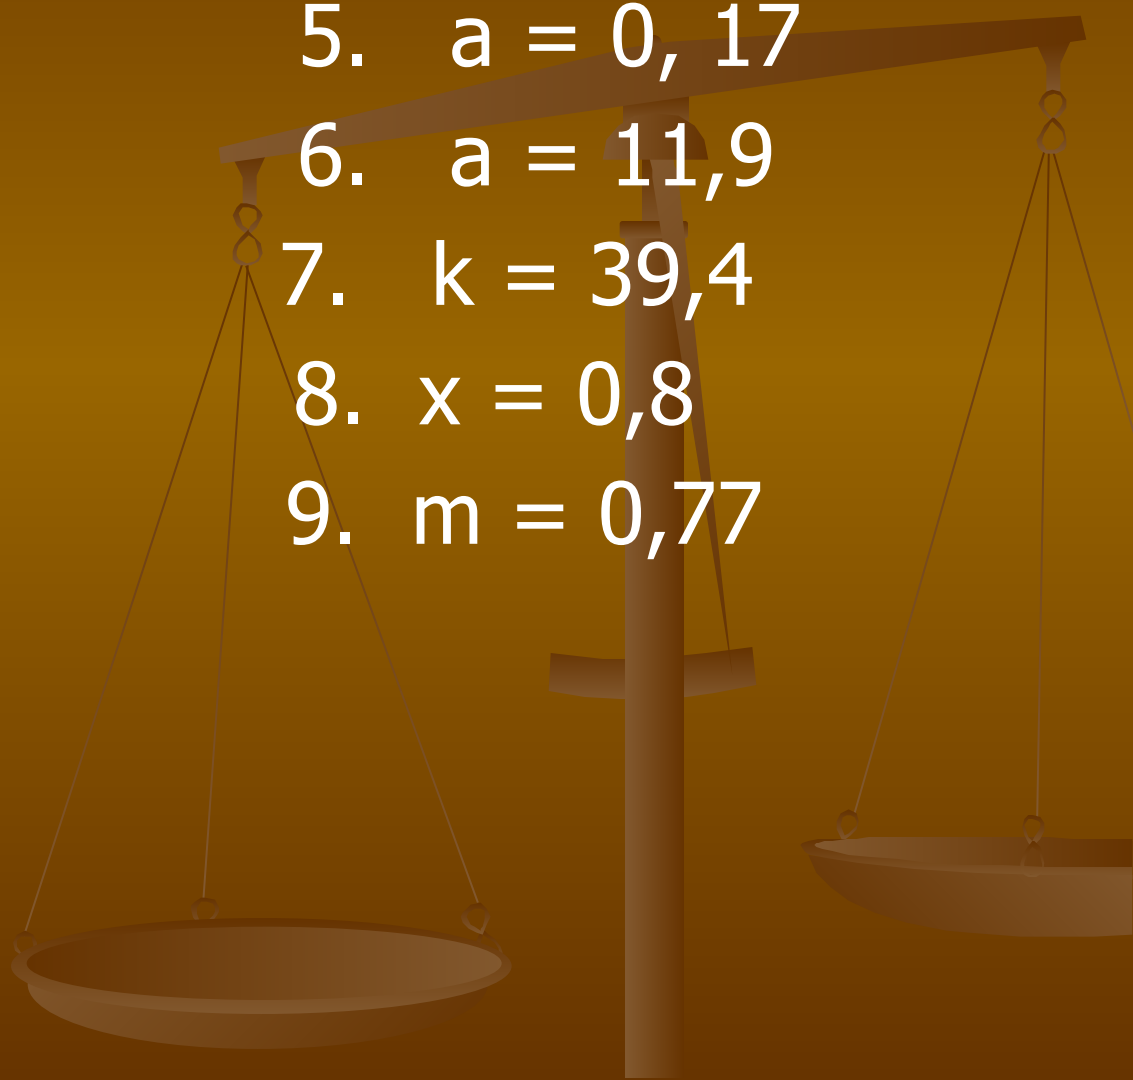 5. a = 0, 17
6. a = 11,9
7. k = 39,4
8. x = 0,8
9. m = 0,77